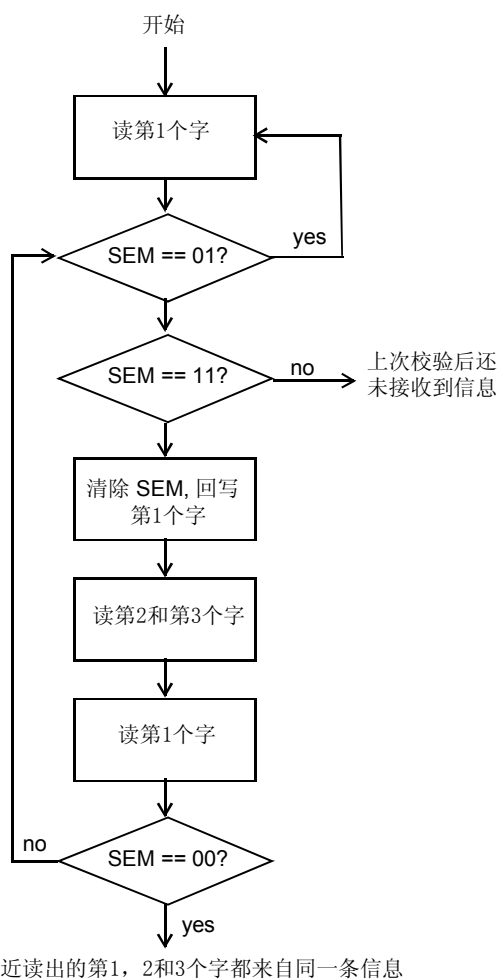 开始
读第1个字
SEM == 01?
yes
SEM == 11?
no
上次校验后还
未接收到信息
清除 SEM, 回写
第1个字
读第2和第3个字
读第1个字
SEM == 00?
no
yes
近读出的第1，2和3个字都来自同一条信息